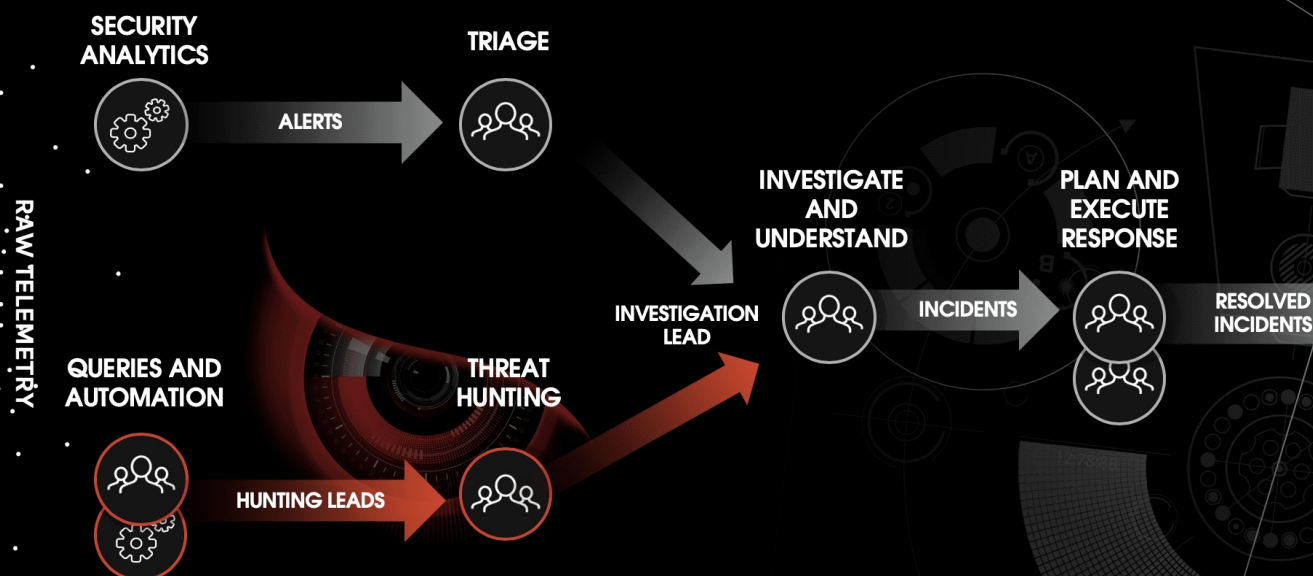 SECURITY
ANALYTICS
TRIAGE
ALERTS
RAW TELEMETRY
INVESTIGATE
AND
UNDERSTAND
PLAN AND
EXECUTE
RESPONSE
INVESTIGATION
LEAD
INCIDENTS
RESOLVED
INCIDENTS
QUERIES AND
AUTOMATION
THREAT
HUNTING
HUNTING LEADS
A
B
2